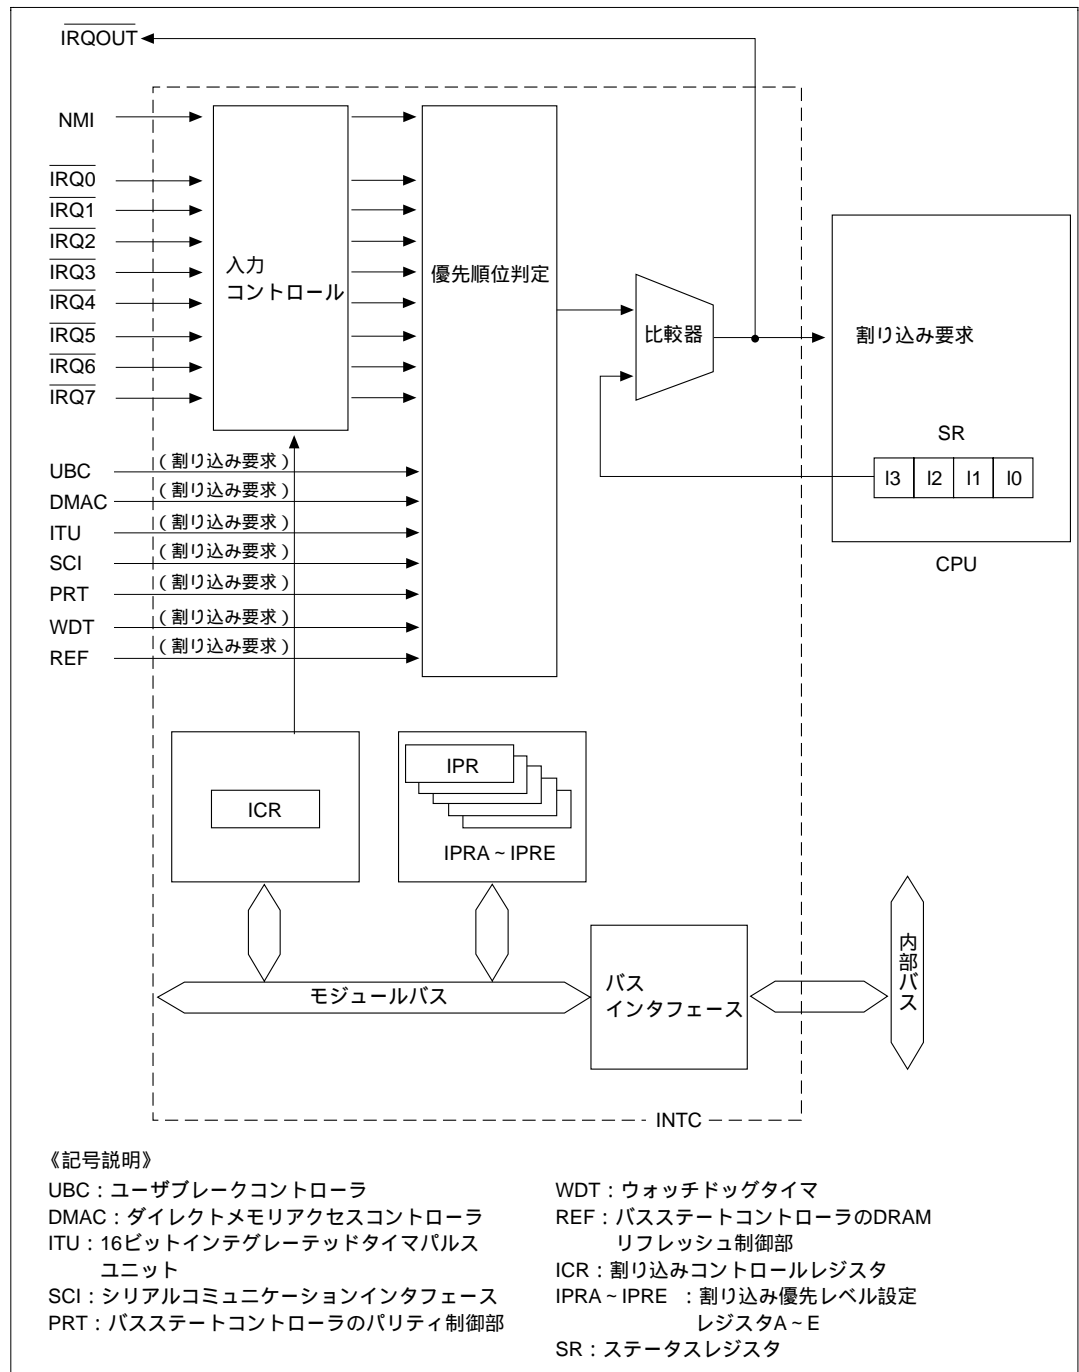 IRQOUT
NMI
IRQ0
IRQ1
IRQ2
IRQ3
IRQ4
IRQ5
IRQ6
IRQ7
入力
コントロール
優先順位判定
比較器
割り込み要求
SR
I3 I2 I1 I0
CPU
UBC (割り込み要求)
DMAC (割り込み要求)
ITU (割り込み要求)
SCI (割り込み要求)
PRT (割り込み要求)
WDT (割り込み要求)
REF (割り込み要求)
ICR
IPR
IPRA~IPRE
モジュールバス
バス
インタフェース
内部バス
INTC
《記号説明》
UBC:ユーザブレークコントローラ
DMAC:ダイレクトメモリアクセスコントローラ
ITU:16ビットインテグレーテッドタイマパルス
ユニット
SCI:シリアルコミュニケーションインタフェース
PRT:バスステートコントローラのパリティ制御部
WDT:ウォッチドッグタイマ
REF:バスステートコントローラのDRAM
リフレッシュ制御部
ICR:割り込みコントロールレジスタ
IPRA~IPRE :割り込み優先レベル設定
レジスタA~E
SR:ステータスレジスタ